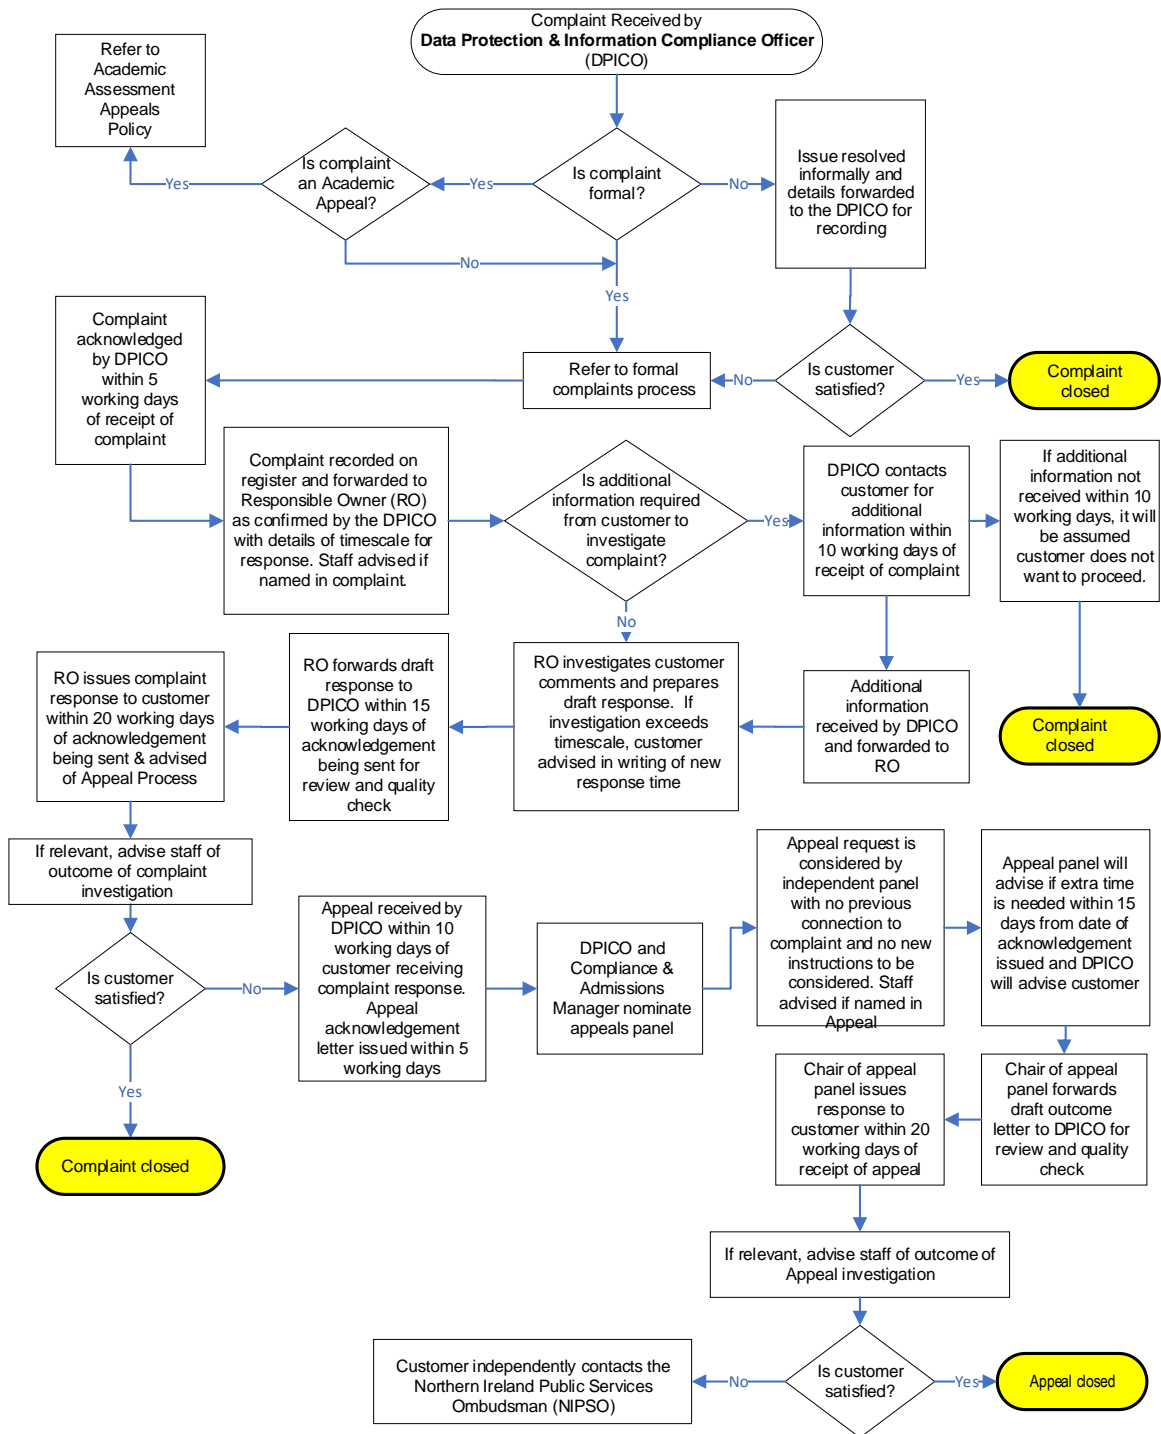 Complaint Received by
Data Protection & Information Compliance Officer
(DPICO)
Refer to
Academic
Assessment
Appeals
Policy
Is complaint
an Academic
Appeal?
Yes
Yes
Is complaint
formal?
No
Issue resolved
informally and
details forwarded
to the DPICO for
recording
No
Yes
Complaint
acknowledged
by DPICO
within 5
working days
of receipt of
complaint
Refer to formal
complaints process
No
Is customer
satisfied?
Yes
Complaint
closed
Complaint recorded on
register and forwarded to
Responsible Owner (RO)
as confirmed by the DPICO
with details of timescale for
response. Staff advised if
named in complaint.
Is additional
information required
from customer to
investigate
complaint?
Yes
DPICO contacts
customer for
additional
information within
10 working days of
receipt of complaint
If additional
information not
received within 10
working days, it will
be assumed
customer does not
want to proceed.
No
RO issues complaint
response to customer
within 20 working days
of acknowledgement
being sent & advised
of Appeal Process
RO forwards draft
response to
DPICO within 15
working days of
acknowledgement
being sent for
review and quality
check
RO investigates customer
comments and prepares
draft response. If
investigation exceeds
timescale, customer
advised in writing of new
response time
Additional
information
received by DPICO
and forwarded to
RO
Complaint
closed
If relevant, advise staff of
outcome of complaint
investigation
Is customer
satisfied?
No
Appeal received by
DPICO within 10
working days of
customer receiving
complaint response.
Appeal
acknowledgement
letter issued within 5
working days
DPICO and
Compliance &
Admissions
Manager nominate
appeals panel
Appeal request is
considered by
independent panel
with no previous
connection to
complaint and no new
instructions to be
considered. Staff
advised if named in
Appeal
Appeal panel will
advise if extra time
is needed within 15
days from date of
acknowledgement
issued and DPICO
will advise customer
Yes
Complaint closed
Chair of appeal
panel issues
response to
customer within 20
working days of
receipt of appeal
Chair of appeal
panel forwards
draft outcome
letter to DPICO for
review and quality
check
If relevant, advise staff of outcome of
Appeal investigation
Customer independently contacts the
Northern Ireland Public Services
Ombudsman (NIPSO)
No
Is customer
satisfied?
Yes
Appeal closed